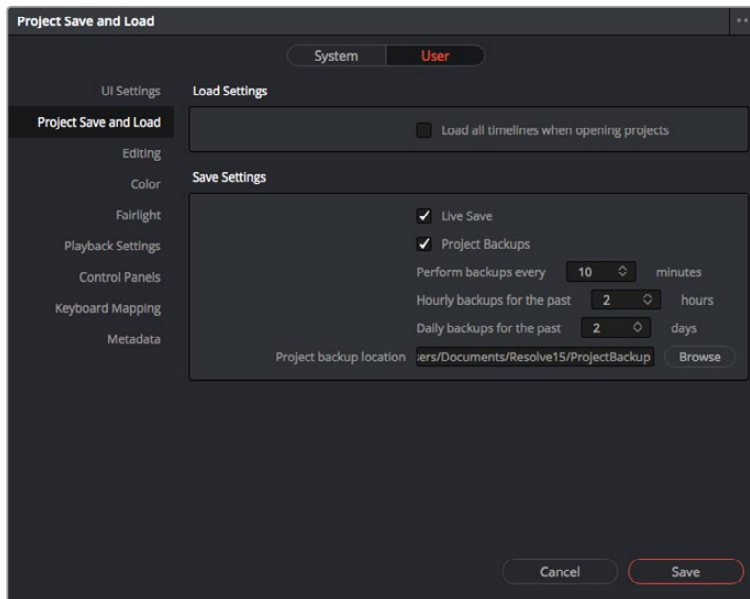 Project Save and Load
System User
UI Settings
Project Save and Load
Editing
Color
Fairlight
Playback Settings
Control Panels
Keyboard Mapping
Metadata
Load Settings
Load all timelines when opening projects
Save Settings
Live Save
Project Backups
Perform backups every 10 minutes
Hourly backups for the past 2 hours
Daily backups for the past 2 days
Project backup location ers/Documents/Resolve15/ProjectBackup Browse
Cancel Save